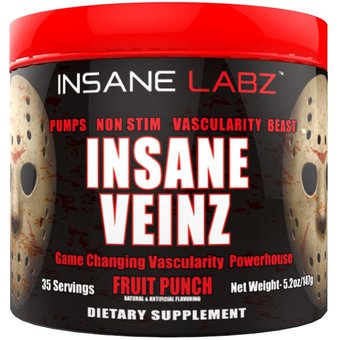 INSANE LABZ™
PUMPS NON STIM VASCULARITY BEAST
INSANE
VEINZ
Game Changing Vascularity Powerhouse
35 Servings FRUIT PUNCH Net Weight- 5.2oz/147g
NATURAL & ARTIFICIAL FLAVORING
DIETARY SUPPLEMENT